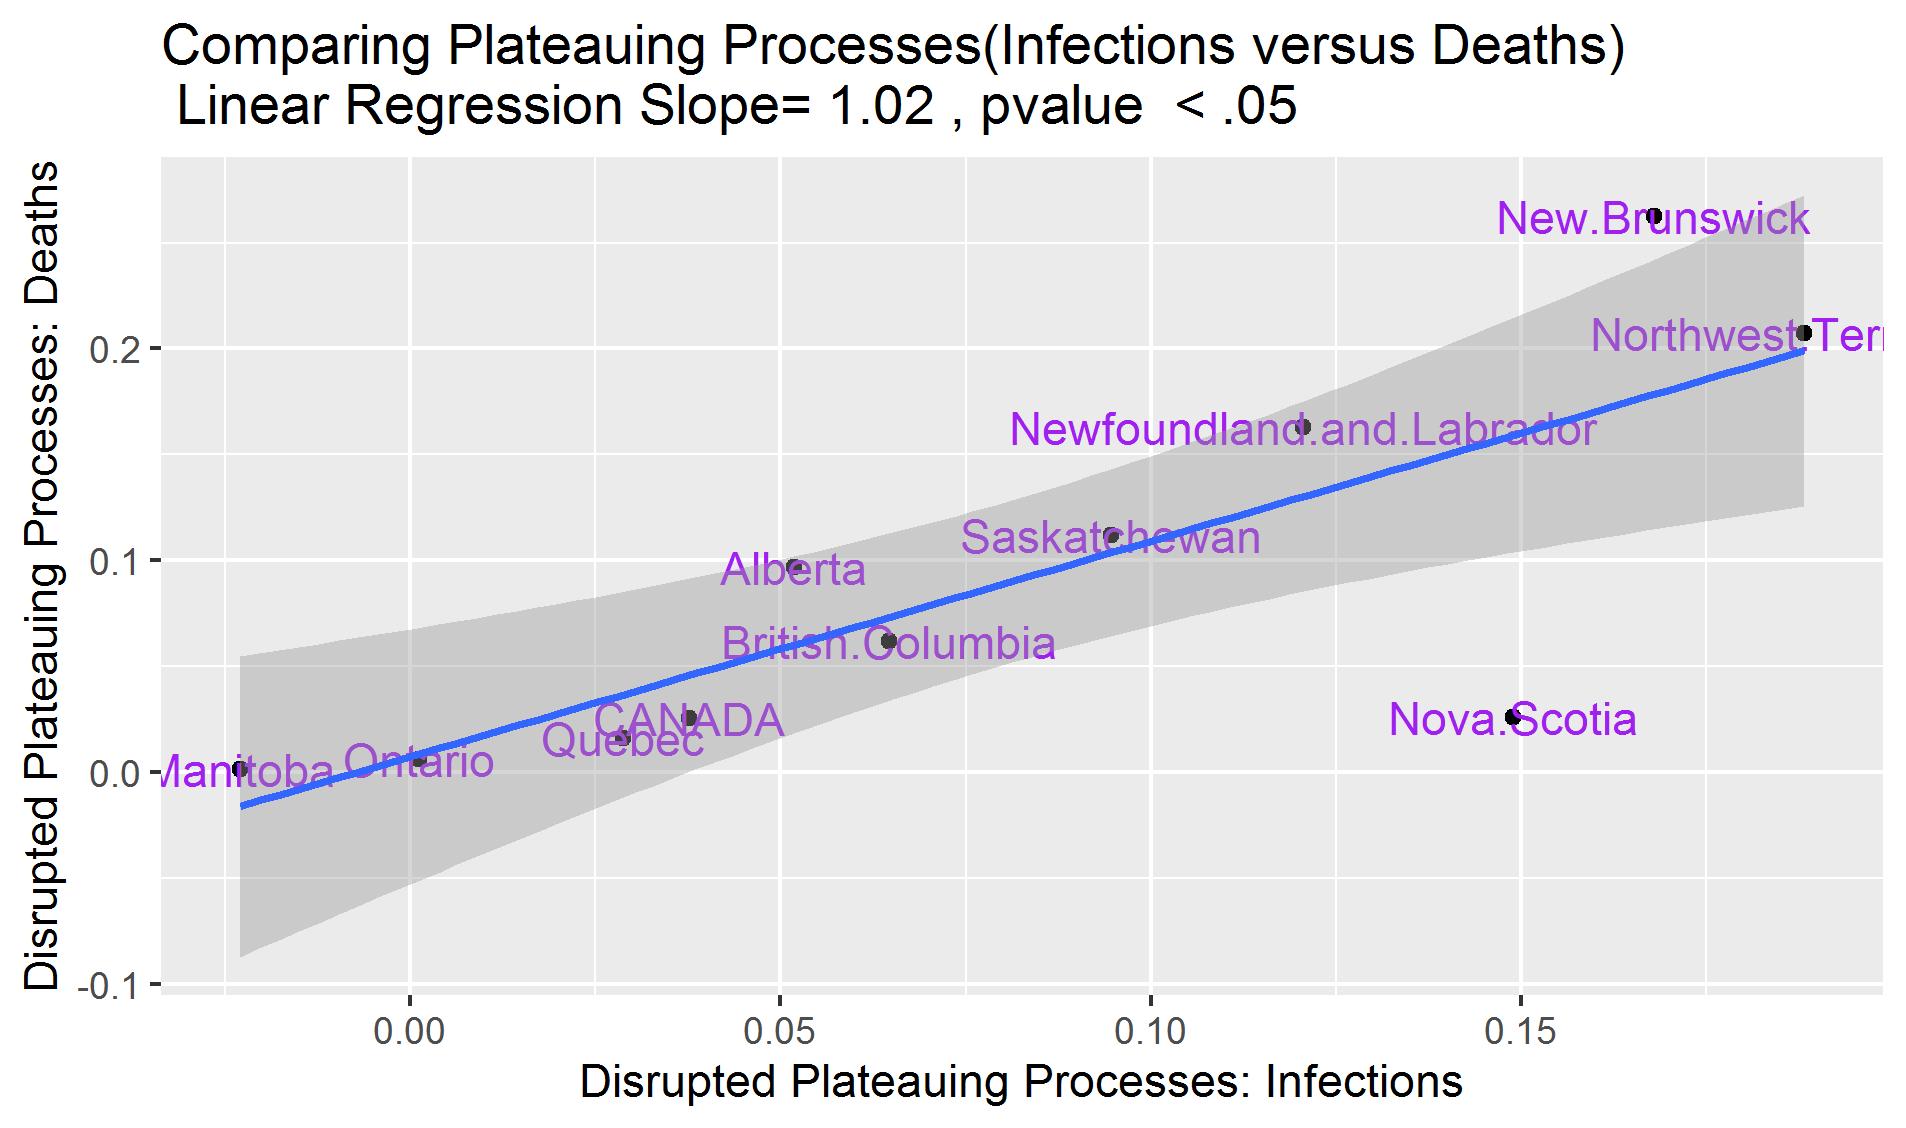 Comparing Plateauing Processes(Infections versus Deaths)
Linear Regression Slope= 1.02 , pvalue  < .05
Disrupted Plateauing Processes: Deaths
0.2
0.1
0.0
-0.1
New.Brunswick
Northwest.Terr
Newfoundland.and.Labrador
Saskatchewan
Alberta
British.Columbia
CANADA
Nova.Scotia
Quebec
Ontario
Manitoba
0.00
0.05
0.10
0.15
Disrupted Plateauing Processes: Infections